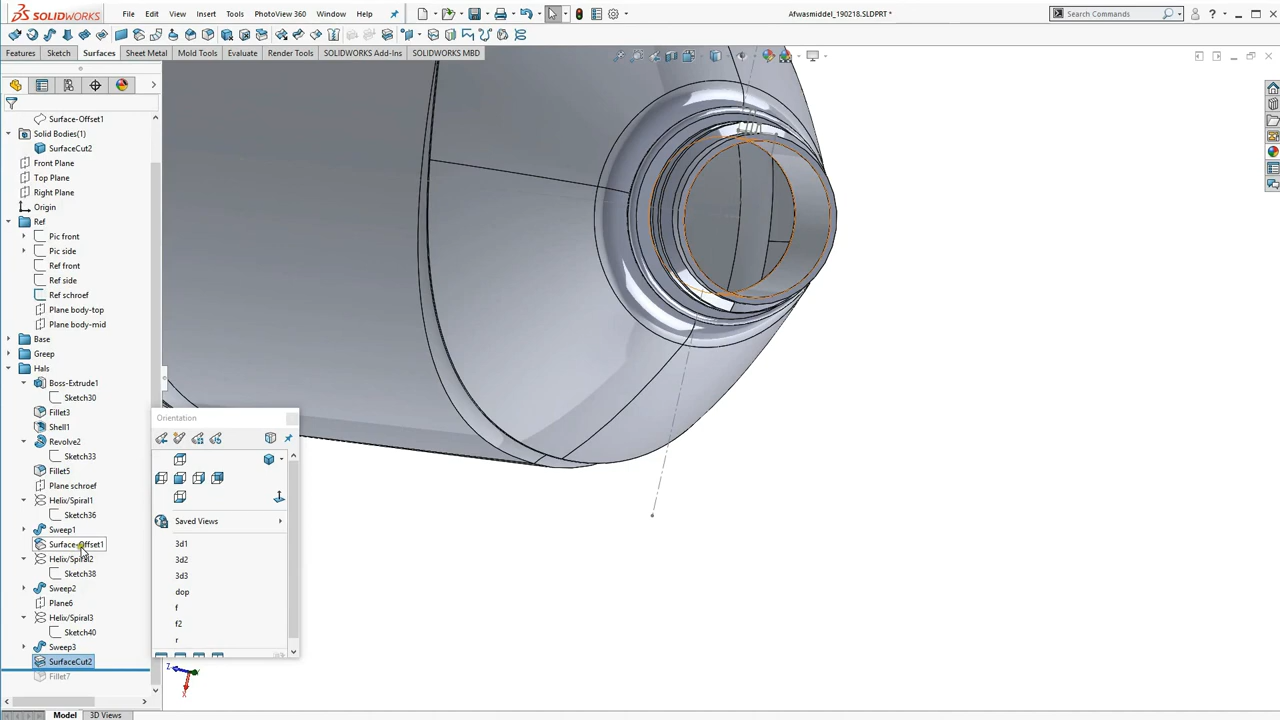 SOLIDWORKS
File
Edit
View
Insert
Tools
PhotoView 360
Window
Help
Afwasmiddel_190218.SLDPRT *
Search Commands
Features
Sketch
Surfaces
Sheet Metal
Mold Tools
Evaluate
Render Tools
SOLIDWORKS Add-Ins
SOLIDWORKS MBD
Surface-Offset1
Solid Bodies(1)
SurfaceCut2
Front Plane
Top Plane
Right Plane
Origin
Ref
Pic front
Pic side
Ref front
Ref side
Ref schroef
Plane body-top
Plane body-mid
Base
Greep
Hals
Boss-Extrude1
Sketch30
Fillet3
Shell1
Revolve2
Sketch33
Fillet5
Plane schroef
Helix/Spiral1
Sketch36
Sweep1
Surface-Offset1
Helix/Spiral2
Sketch38
Sweep2
Plane6
Helix/Spiral3
Sketch40
Sweep3
SurfaceCut2
Fillet7
Orientation
Saved Views
3d1
3d2
3d3
dop
f
f2
r
Z
X
Model
3D Views